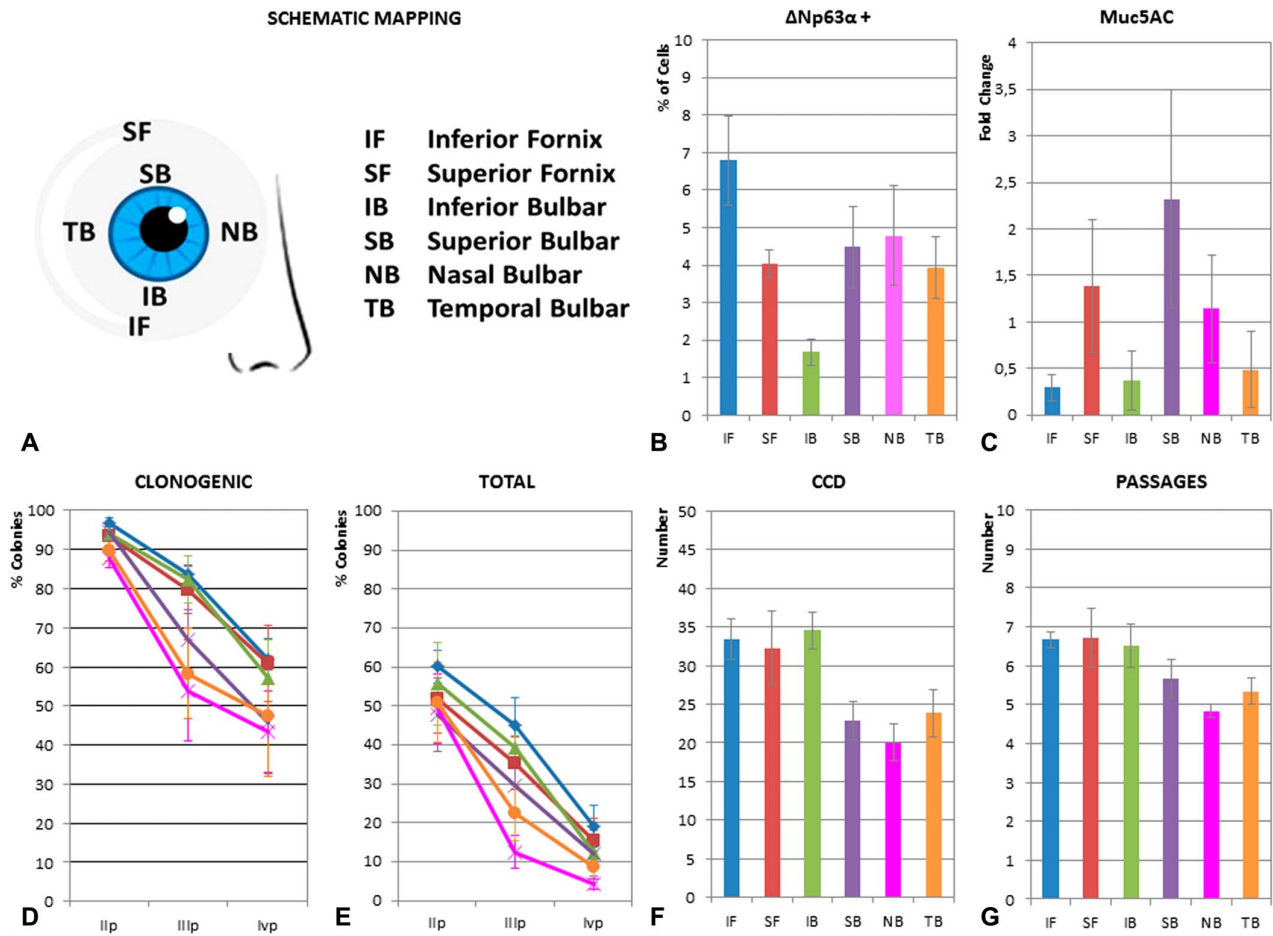 SCHEMATIC MAPPING
SF
SB
TB
NB
IB
IF
IF Inferior Fornix
SF Superior Fornix
IB Inferior Bulbar
SB Superior Bulbar
NB Nasal Bulbar
TB Temporal Bulbar
A
ΔNp63α +
% of Cells
10
9
8
7
6
5
4
3
2
1
0
IF SF IB SB NB TB
B
Muc5AC
Fold Change
4
3,5
3
2,5
2
1,5
1
0,5
0
IF SF IB SB NB TB
C
CLONOGENIC
% Colonies
100
90
80
70
60
50
40
30
20
10
0
IIp IIIp Ivp
D
TOTAL
% Colonies
100
90
80
70
60
50
40
30
20
10
0
IIp IIIp Ivp
E
CCD
Number
50
45
40
35
30
25
20
15
10
5
0
IF SF IB SB NB TB
F
PASSAGES
Number
10
9
8
7
6
5
4
3
2
1
0
IF SF IB SB NB TB
G